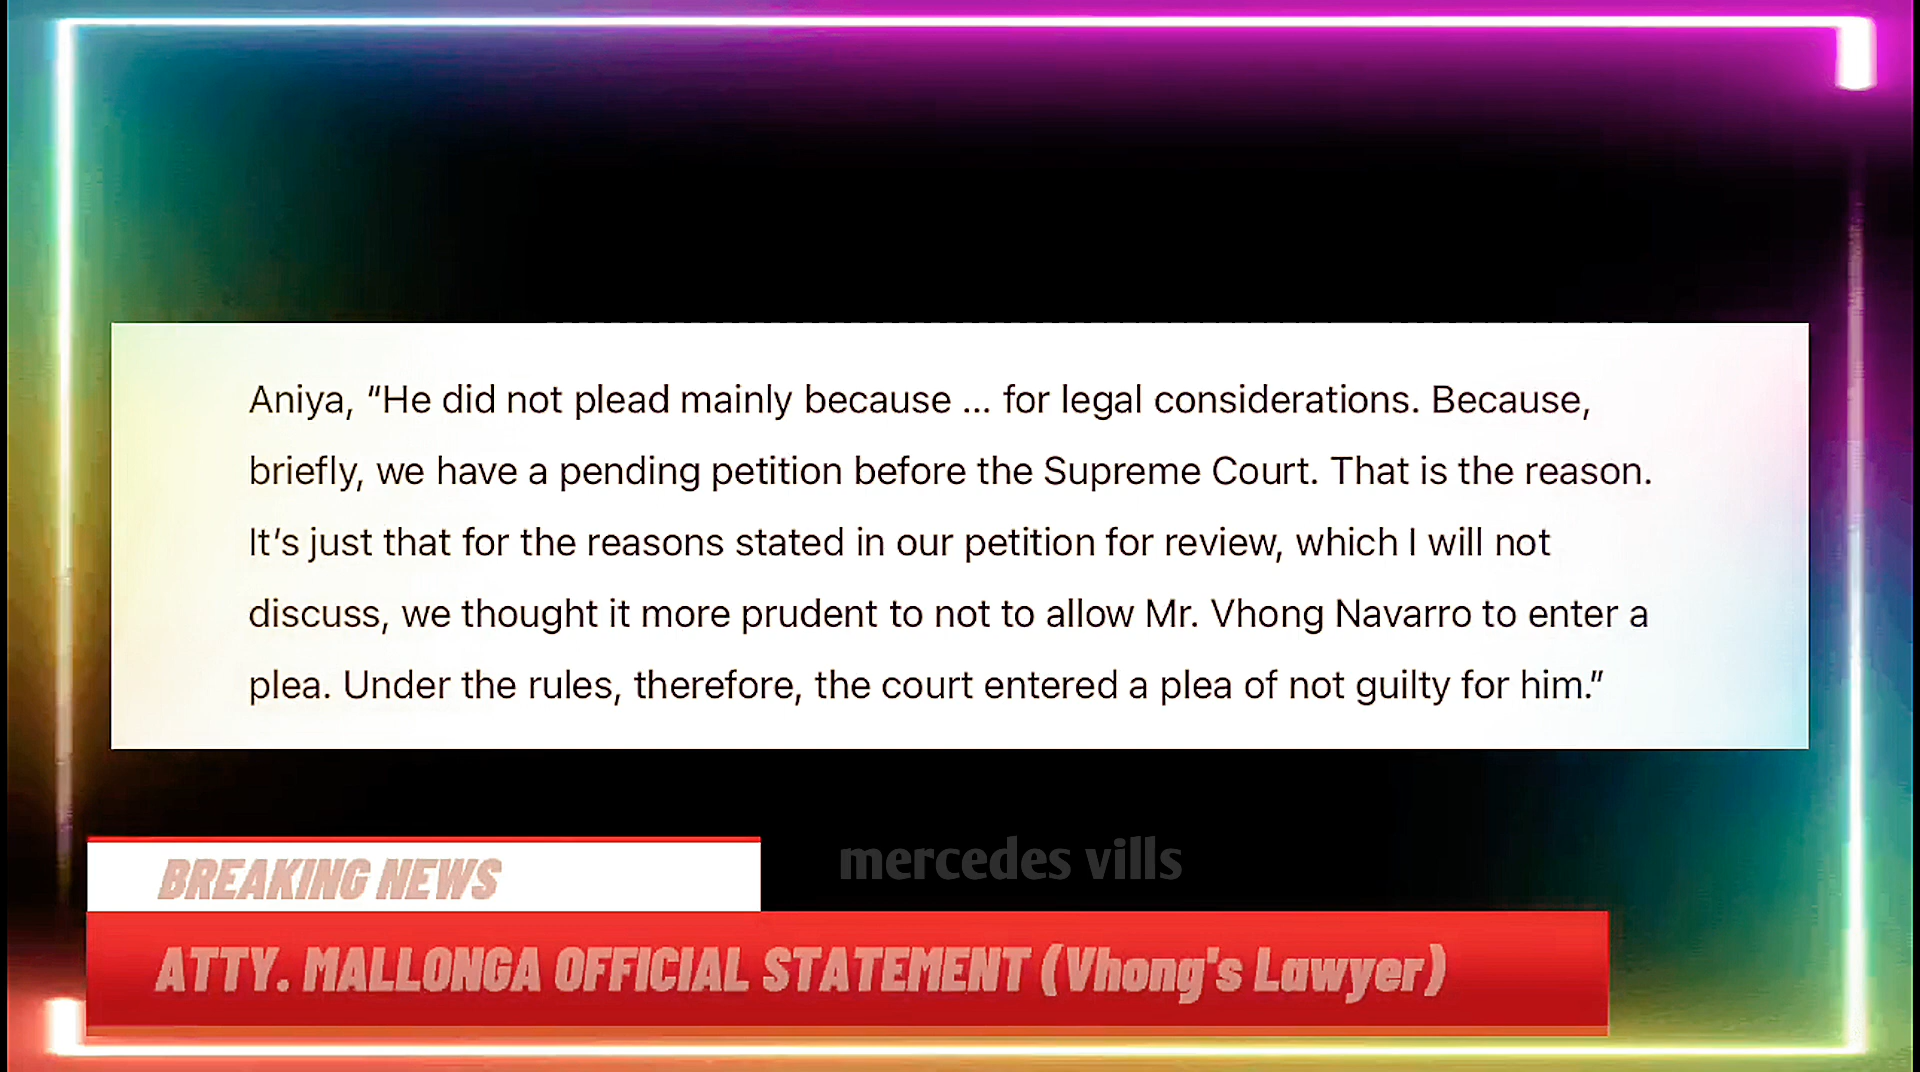 Aniya, “He did not plead mainly because ... for legal considerations. Because,
briefly, we have a pending petition before the Supreme Court. That is the reason.
It’s just that for the reasons stated in our petition for review, which I will not
discuss, we thought it more prudent to not to allow Mr. Vhong Navarro to enter a
plea. Under the rules, therefore, the court entered a plea of not guilty for him.”
mercedes vills
BREAKING NEWS
ATTY. MALLONGA OFFICIAL STATEMENT (Vhong's Lawyer)